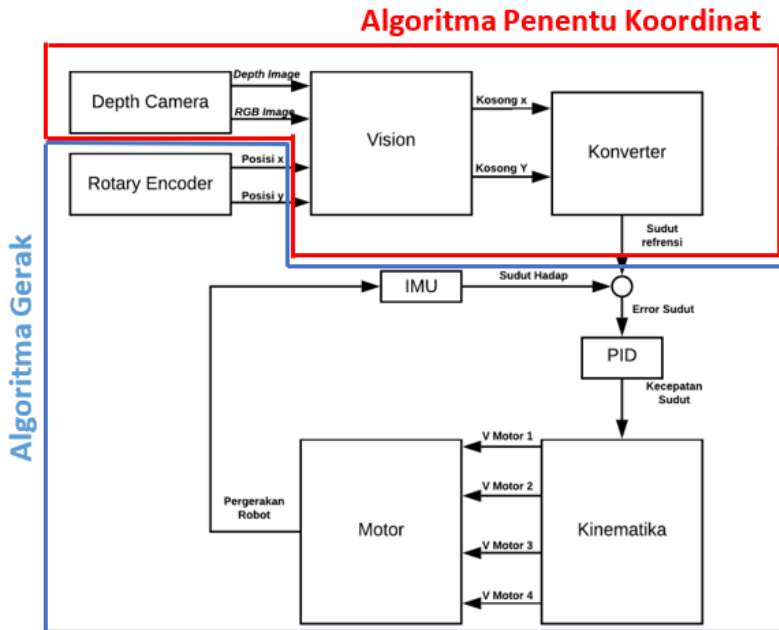 Algoritma Penentu Koordinat
Depth Camera
Depth Image
RGB Image
Vision
Kosong x
Kosong Y
Konverter
Rotary Encoder
Posisi x
Posisi y
Sudut
refrensi
Algoritma Gerak
IMU
Sudut Hadap
Error Sudut
PID
Kecepatan
Sudut
Pergerakan
Robot
Motor
V Motor 1
V Motor 2
V Motor 3
V Motor 4
Kinematika